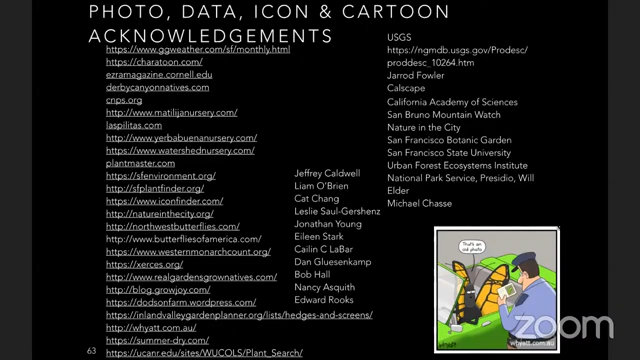 PHOTO, DATA, ICON & CARTOON
ACKNOWLEDGEMENTS
https://www.ggweather.com/sf/monthly.html
https://charatoon.com/
ezramagazine.cornell.edu
derbycanyonnatives.com
cnps.org
http://www.matilijanursery.com/
laspilitas.com
http://www.yerbabuenanursery.com/
https://www.watershednursery.com/
plantmaster.com
https://sfenvironment.org/
http://sfplantfinder.org/
https://www.iconfinder.com/
http://natureinthecity.org/
http://northwestbutterflies.com/
http://www.butterfliesofamerica.com/
https://www.westernmonarchcount.org/
https://xerces.org/
http://www.realgardensgrownatives.com/
http://blog.growjoy.com/
https://dodsonfarm.wordpress.com/
https://inlandvalleygardenplanner.org/lists/hedges-and-screens/
http://whyatt.com.au/
https://summer-dry.com/
https://ucanr.edu/sites/WUCOLS/Plant_Search/
Jeffrey Caldwell
Liam O'Brien
Cat Chang
Leslie Saul-Gershenz
Jonathan Young
Eileen Stark
Cailin C LaBar
Dan Gluesenkamp
Bob Hall
Nancy Asquith
Edward Rooks
USGS
https://ngmdb.usgs.gov/Prodesc/
proddesc_10264.htm
Jarrod Fowler
Calscape
California Academy of Sciences
San Bruno Mountain Watch
Nature in the City
San Francisco Botanic Garden
San Francisco State University
Urban Forest Ecosystems Institute
National Park Service, Presidio, Will
Elder
Michael Chasse
That's an
old photo.
whyatt.com.au
zoom
63